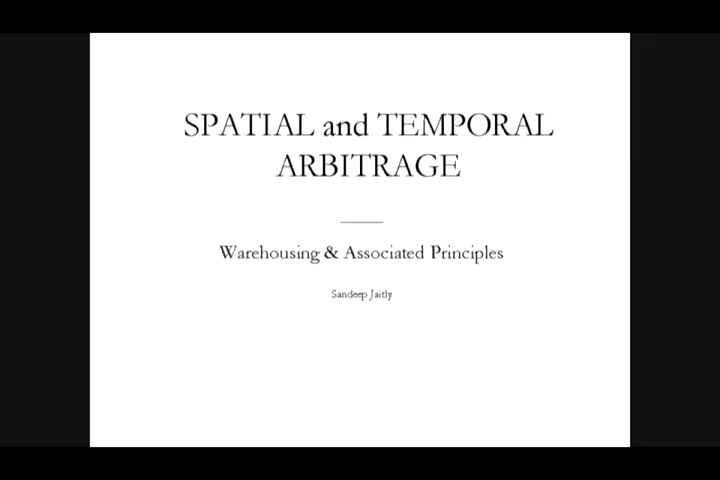 SPATIAL and TEMPORAL
ARBITRAGE
Warehousing & Associated Principles
Sandeep Jaitly